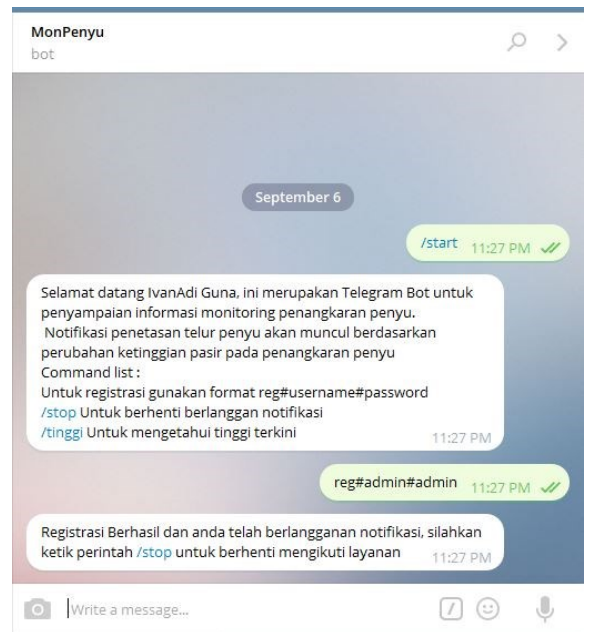 MonPenyu
bot
September 6
/start 11:27 PM
Selamat datang IvanAdi Guna, ini merupakan Telegram Bot untuk
penyampaian informasi monitoring penangkaran penyu.
Notifikasi penetasan telur penyu akan muncul berdasarkan
perubahan ketinggian pasir pada penangkaran penyu
Command list :
Untuk registrasi gunakan format reg#username#password
/stop Untuk berhenti berlanggan notifikasi
/tinggi Untuk mengetahui tinggi terkini 11:27 PM
reg#admin#admin 11:27 PM
Registrasi Berhasil dan anda telah berlangganan notifikasi, silahkan
ketik perintah /stop untuk berhenti mengikuti layanan 11:27 PM
Write a message...